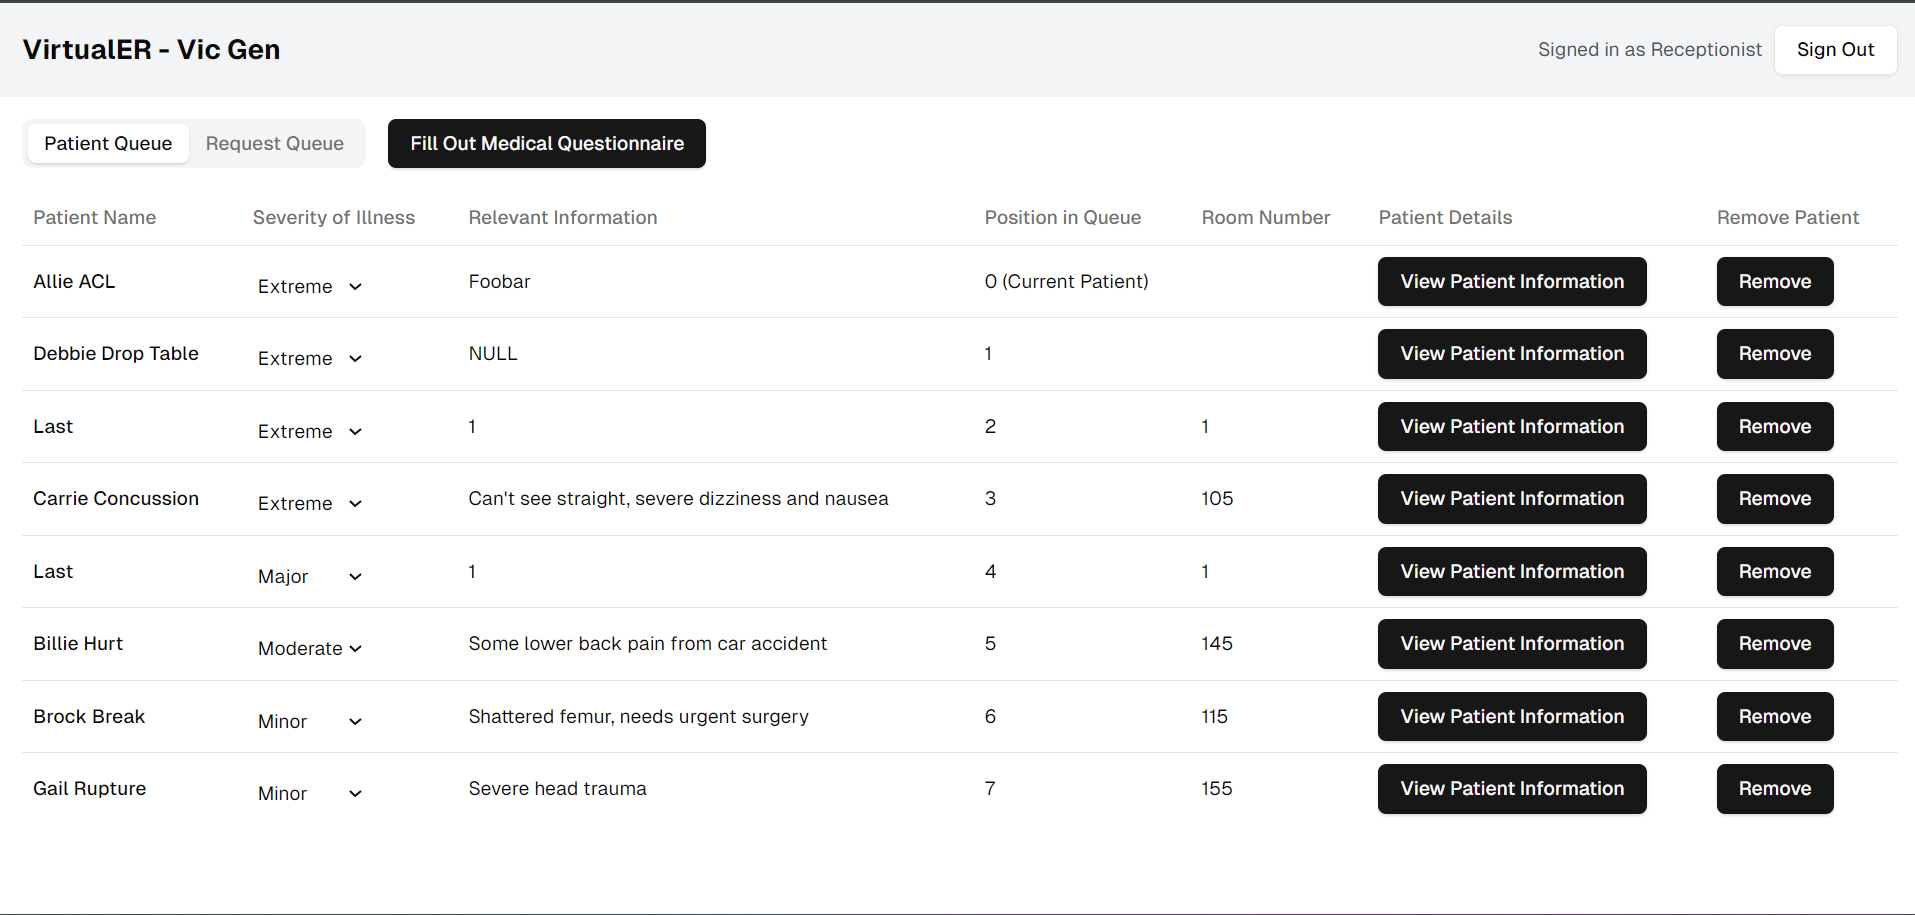 VirtualER - Vic Gen
Signed in as Receptionist
Sign Out
Patient Queue
Request Queue
Fill Out Medical Questionnaire
Patient Name Severity of Illness Relevant Information Position in Queue Room Number Patient Details Remove Patient
Allie ACL Extreme Foobar 0 (Current Patient) View Patient Information Remove
Debbie Drop Table Extreme NULL 1 View Patient Information Remove
Last Extreme 1 2 1 View Patient Information Remove
Carrie Concussion Extreme Can't see straight, severe dizziness and nausea 3 105 View Patient Information Remove
Last Major 1 4 1 View Patient Information Remove
Billie Hurt Moderate Some lower back pain from car accident 5 145 View Patient Information Remove
Brock Break Minor Shattered femur, needs urgent surgery 6 115 View Patient Information Remove
Gail Rupture Minor Severe head trauma 7 155 View Patient Information Remove